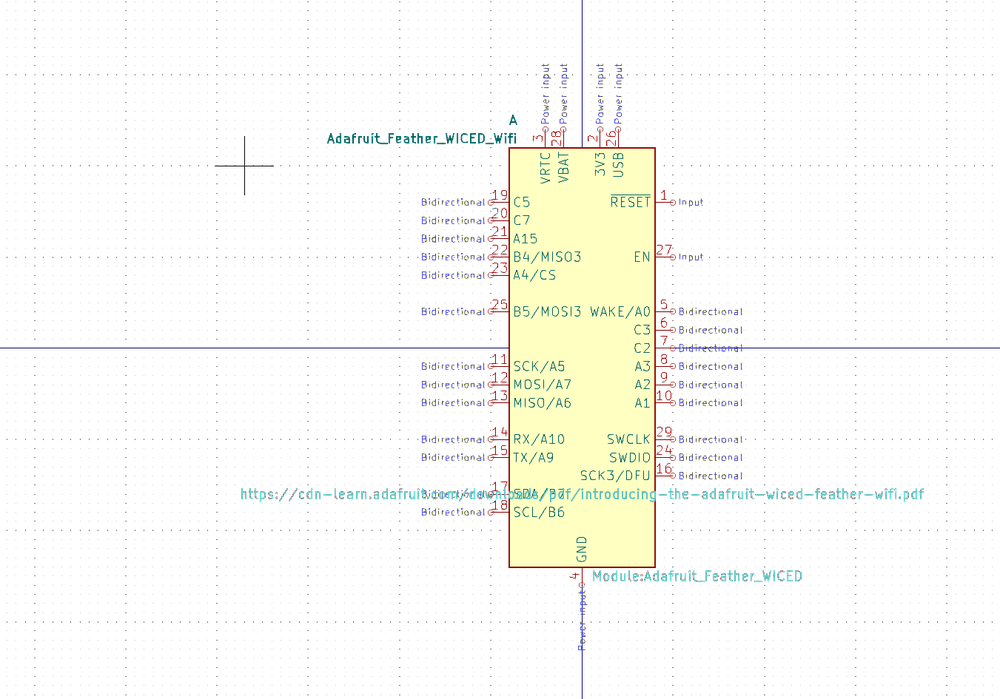 Power input
Power input
Power input
Power input
A
Adafruit_Feather_WICED_Wifi
3
28
2
26
VRTC
VBAT
3V3
USB
Bidirectional 19 C5
RESET 1 Input
Bidirectional 20 C7
Bidirectional 21 A15
Bidirectional 22 B4/MISO3
EN 27 Input
Bidirectional 23 A4/CS
Bidirectional 25 B5/MOSI3
WAKE/A0 5 Bidirectional
C3 6 Bidirectional
C2 7 Bidirectional
Bidirectional 11 SCK/A5
A3 8 Bidirectional
Bidirectional 12 MOSI/A7
A2 9 Bidirectional
Bidirectional 13 MISO/A6
A1 10 Bidirectional
Bidirectional 14 RX/A10
SWCLK 29 Bidirectional
Bidirectional 15 TX/A9
SWDIO 24 Bidirectional
SCK3/DFU 16 Bidirectional
Bidirectional 17 SDA/B7
https://cdn-learn.adafruit.com/downloads/pdf/introducing-the-adafruit-wiced-feather-wifi.pdf
Bidirectional 18 SCL/B6
GND
4
Module:Adafruit_Feather_WICED
Power input